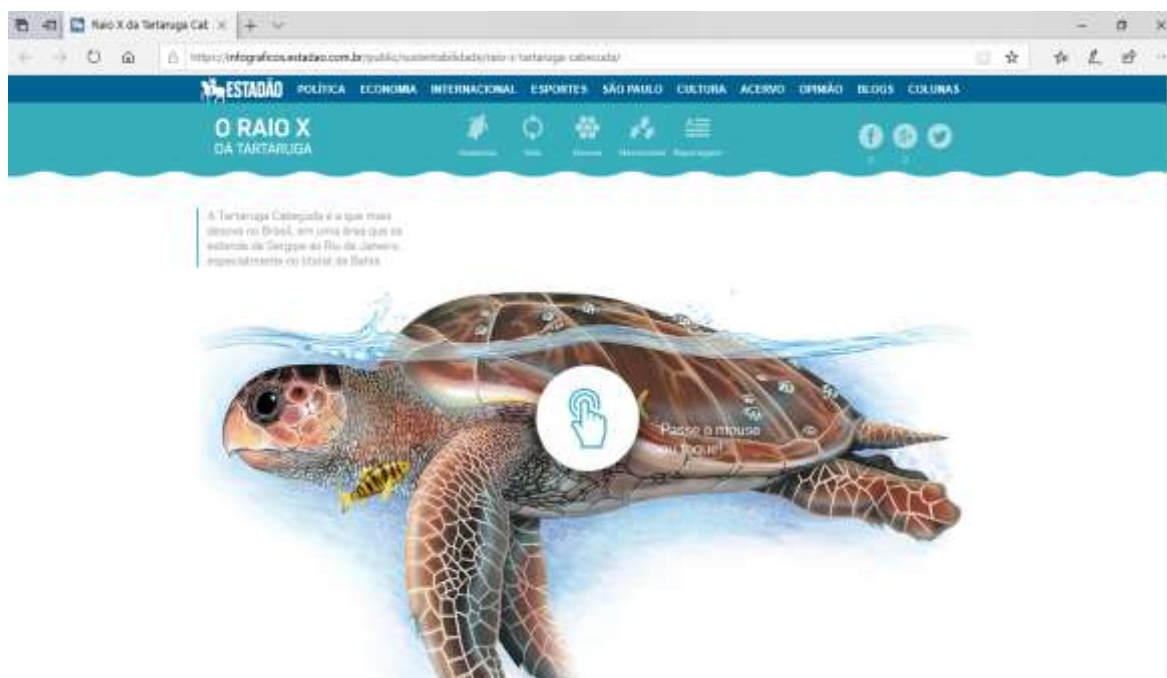 Raio X da Tartaruga Cab
https://infograficos.estadao.com.br/public/sustentabilidade/raio-x-tartaruga-cabecuda/
ESTADÃO POLÍTICA ECONOMIA INTERNACIONAL ESPORTES SÃO PAULO CULTURA ACERVO OPINIÃO BLOGS COLUNAS
O RAIO X
DA TARTARUGA
A Tartaruga Cabeçuda é a que mais
desova no Brasil, em uma área que se
estende de Sergipe ao Rio de Janeiro,
especialmente no litoral da Bahia
Passe o mouse
ou toque!